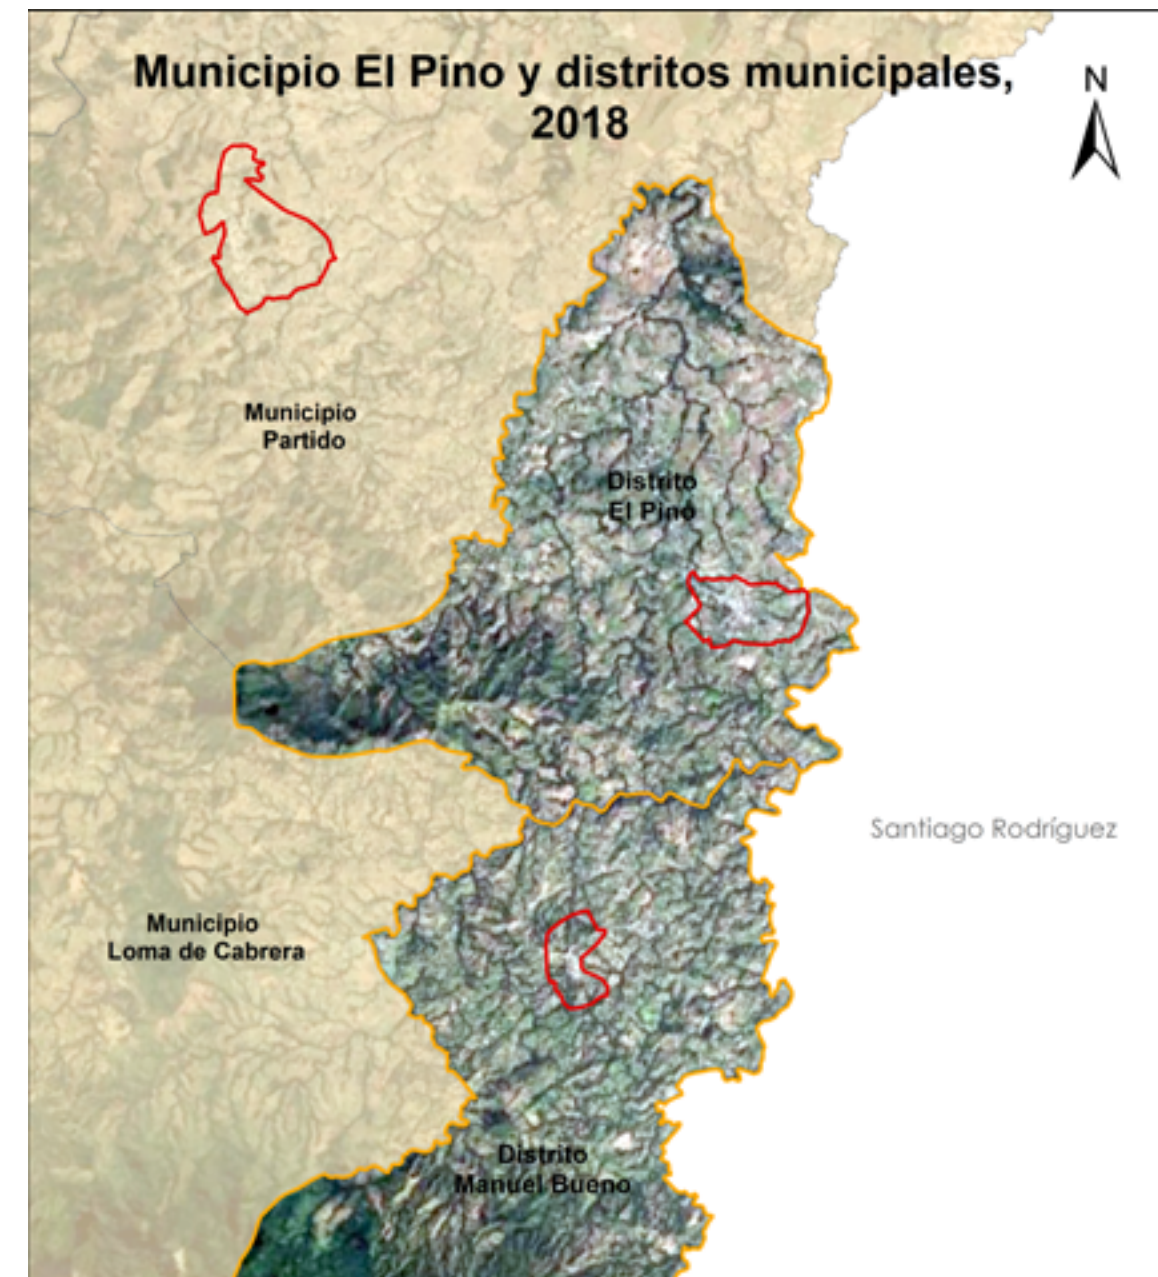 Municipio El Pino y distritos municipales,
2018
N
Municipio
Partido
Distrito
El Pino
Santiago Rodríguez
Municipio
Loma de Cabrera
Distrito
Manuel Bueno